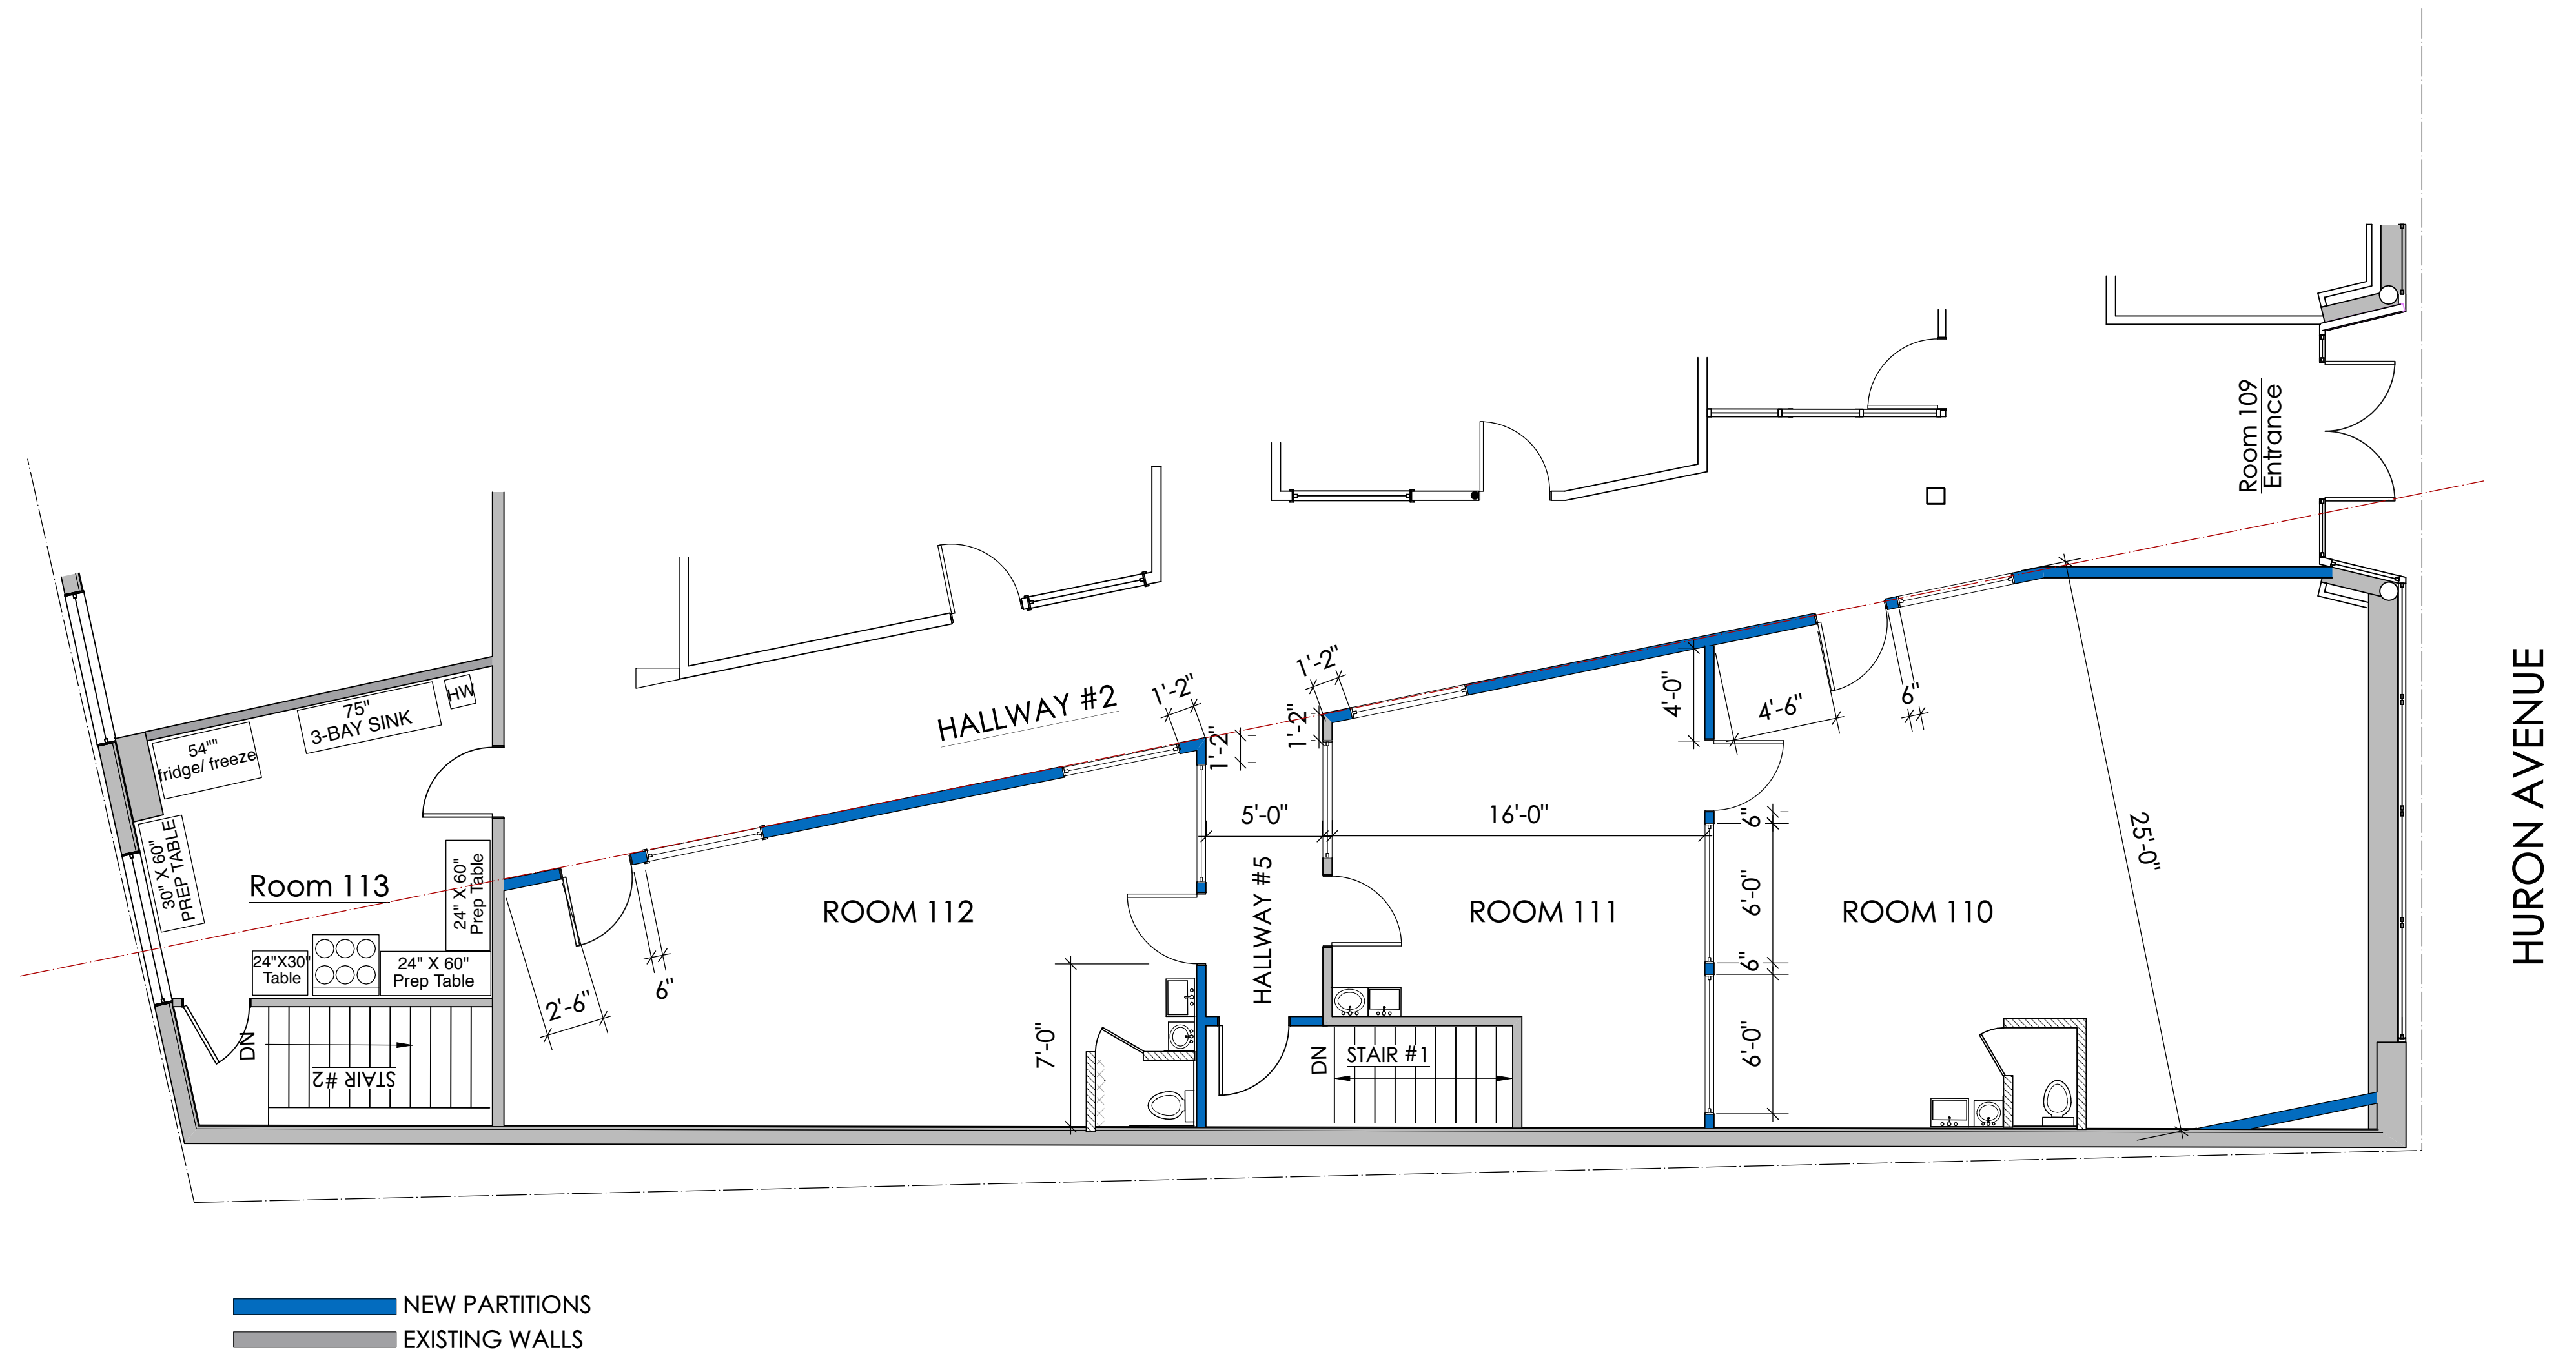 Room 109
Entrance
HURON AVENUE
HALLWAY #2
1'-2"
1'-2"
1'-2"
1'-2"
4'-0"
4'-6"
6"
HW
75"
3-BAY SINK
54""
fridge/ freeze
30" X 60"
PREP TABLE
Room 113
24" X 60"
Prep Table
24"X30"
Table
24" X 60"
Prep Table
DN
STAIR #2
2'-6"
6"
ROOM 112
7'-0"
5'-0"
HALLWAY #5
16'-0"
ROOM 111
DN
STAIR #1
6"
6'-0"
6"
6'-0"
ROOM 110
25'-0"
NEW PARTITIONS
EXISTING WALLS